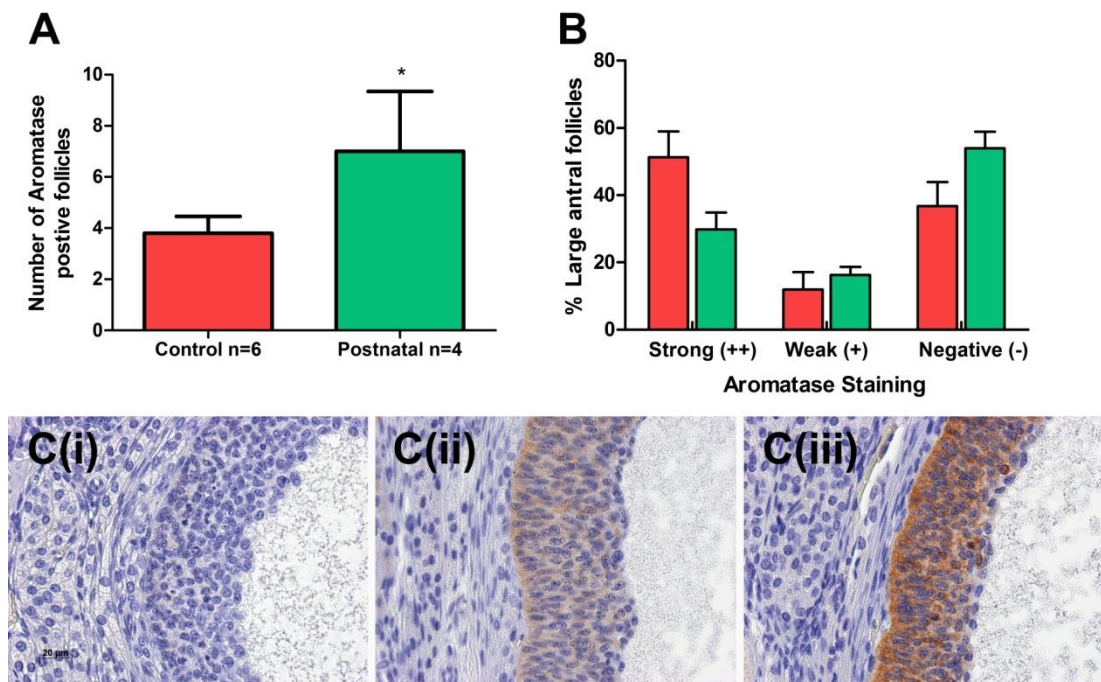 A
Number of Aromatase
postive follicles
10
8
6
4
2
0
*
Control n=6
Postnatal n=4
B
% Large antral follicles
80
60
40
20
0
Strong (++)
Weak (+)
Negative (-)
Aromatase Staining
C(i)
20 µm
C(ii)
C(iii)